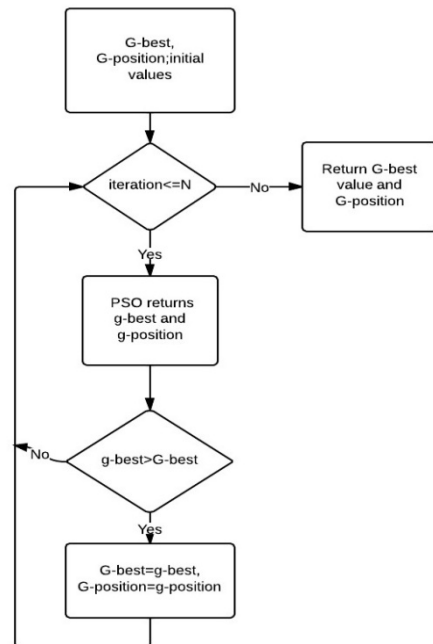 G-best,
G-position;initial
values
iteration<=N
No
Return G-best
value and
G-position
Yes
PSO returns
g-best and
g-position
g-best>G-best
No
Yes
G-best=g-best,
G-position=g-position